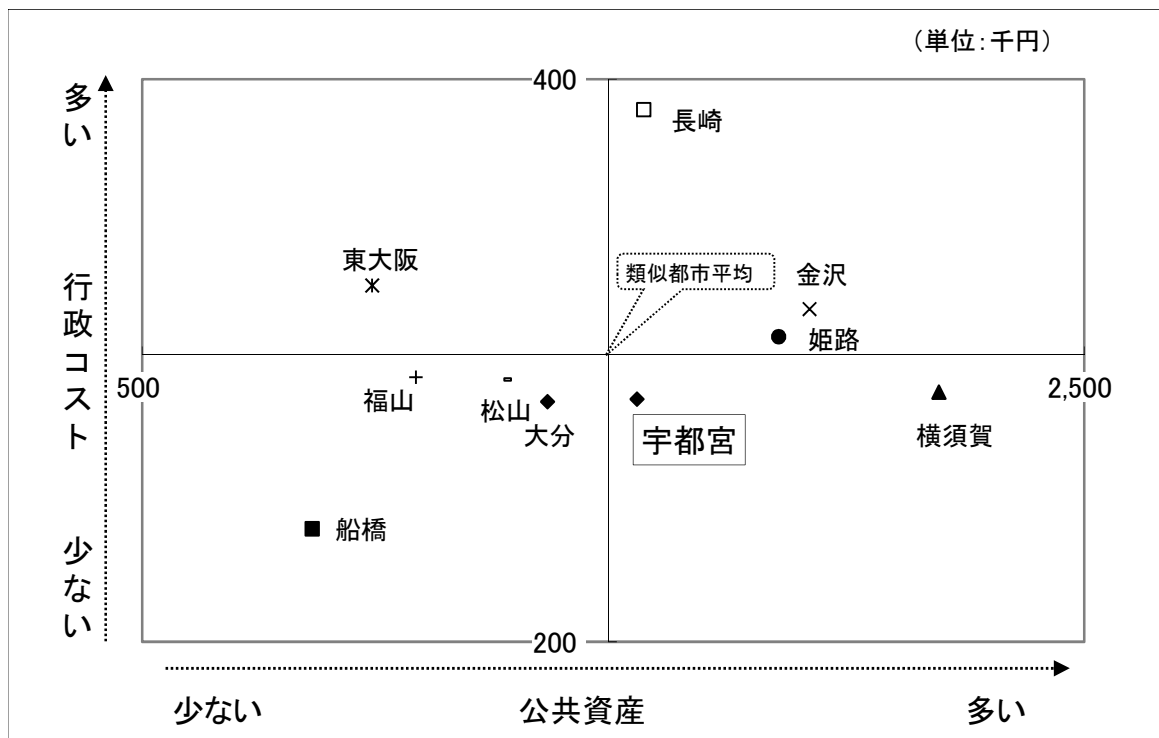 （単位：千円）
400
多い
長崎
東大阪
類似都市平均
金沢
行政コスト
姫路
500
2,500
福山
松山
大分
宇都宮
横須賀
船橋
少ない
200
少ない
公共資産
多い